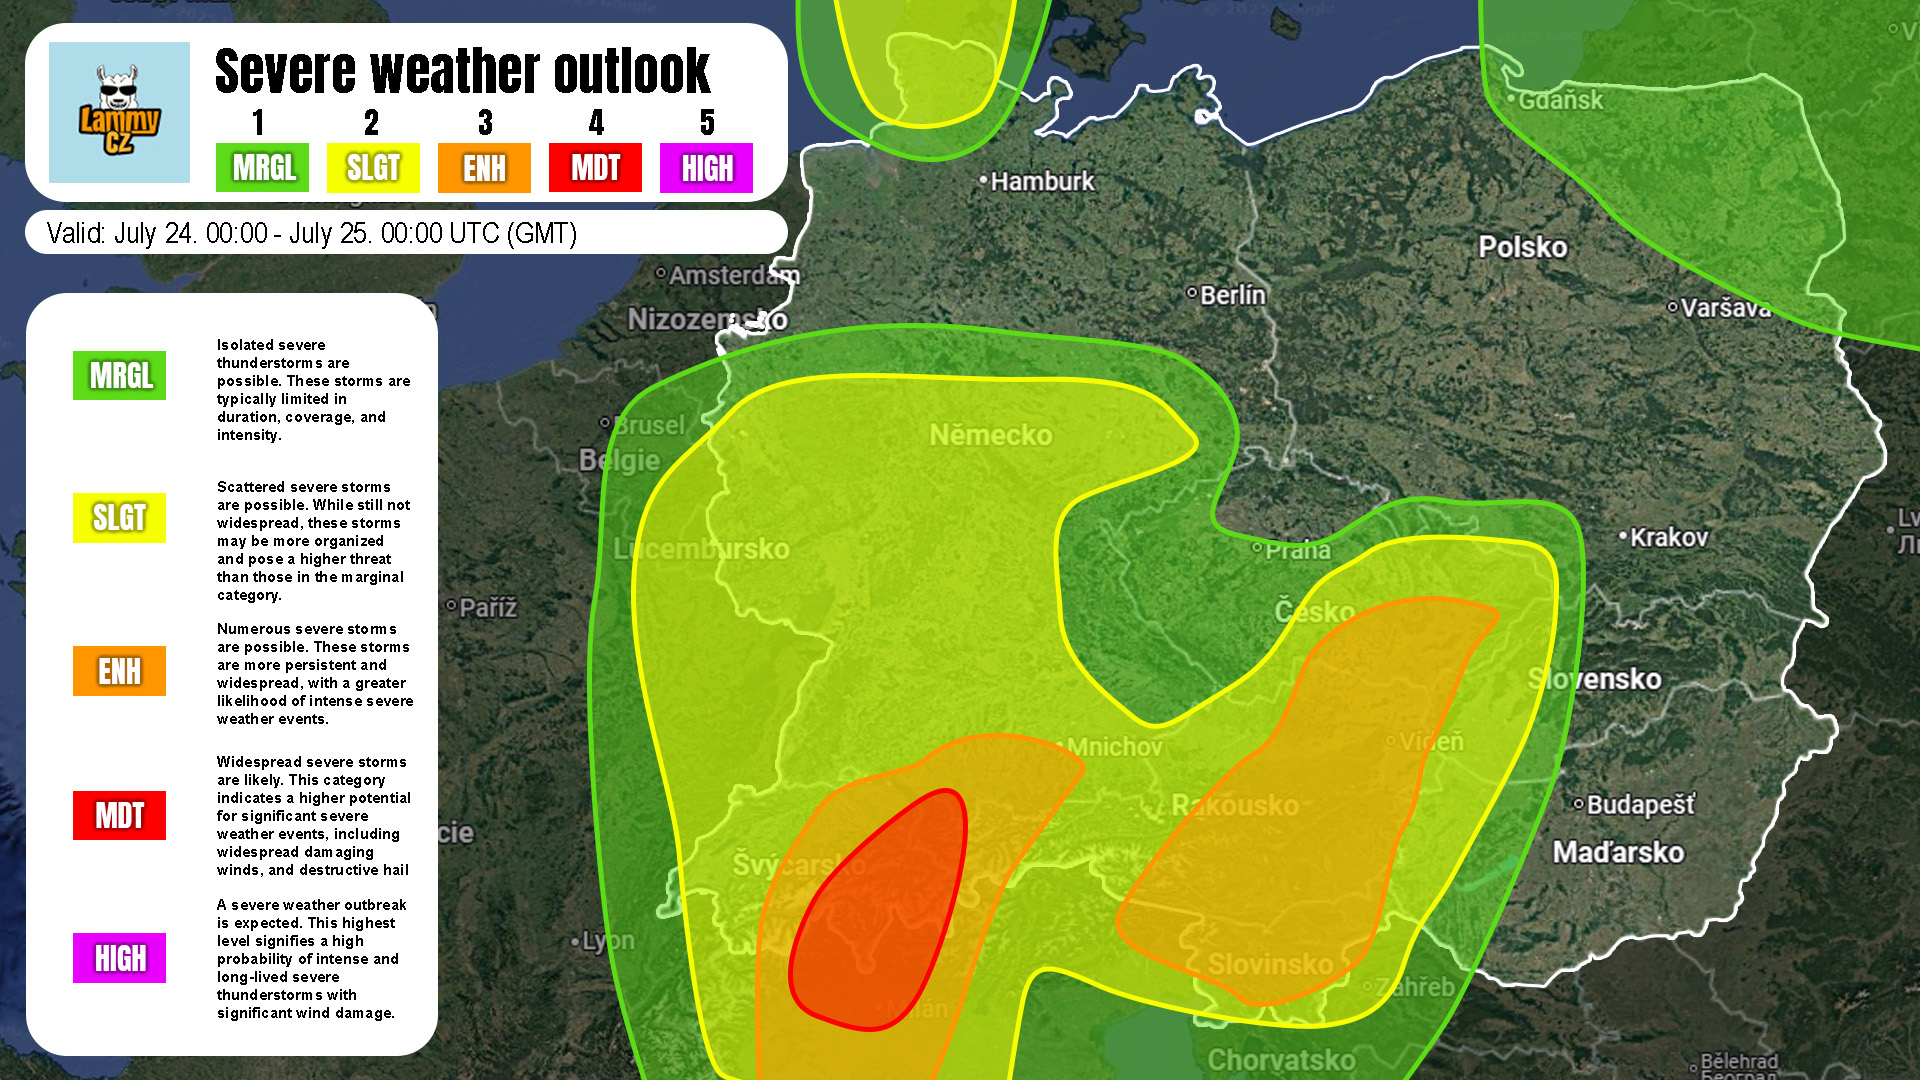 Severe weather outlook
1 2 3 4 5
MRGL SLGT ENH MDT HIGH
Lammy
CZ
Valid: July 24. 00:00 - July 25. 00:00 UTC (GMT)
MRGL
Isolated severe
thunderstorms are
possible. These storms are
typically limited in
duration, coverage, and
intensity.
SLGT
Scattered severe storms
are possible. While still not
widespread, these storms
may be more organized
and pose a higher threat
than those in the marginal
category.
ENH
Numerous severe storms
are possible. These storms
are more persistent and
widespread, with a greater
likelihood of intense severe
weather events.
MDT
Widespread severe storms
are likely. This category
indicates a higher potential
for significant severe
weather events, including
widespread damaging
winds, and destructive hail
HIGH
A severe weather outbreak
is expected. This highest
level signifies a high
probability of intense and
long-lived severe
thunderstorms with
significant wind damage.
Gdaňsk
Hamburk
Polsko
Amsterdam
Berlín
Nizozemsko
Varšava
Brusel
Německo
Belgie
Krakov
Lucembursko
Praha
Paříž
Česko
Slovensko
Mnichov
Vídeň
Rakousko
Budapešť
Maďarsko
cie
Švýcarsko
Lyon
Slovinsko
Záhřeb
Milán
Chorvatsko
Bělehrad
Београд